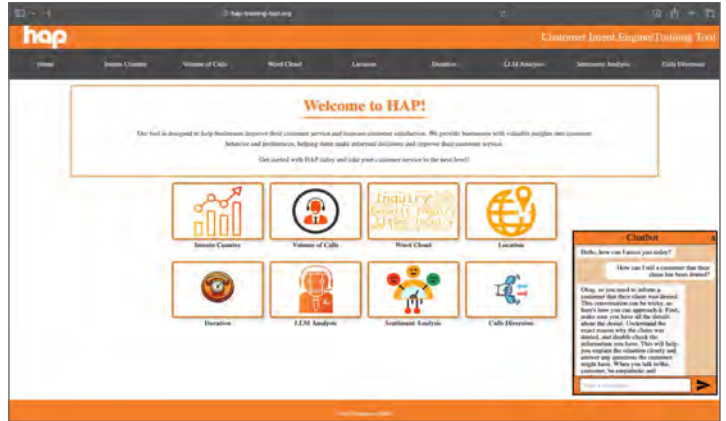 hap-training-tool.org
hap
Customer Intent Engine/Training Tool
Home Intents Counter Volume of Calls Word Cloud Location Duration LLM Analysis Sentiment Analysis Calls Diversion
Welcome to HAP!
Our tool is designed to help businesses improve their customer service and increase customer satisfaction. We provide businesses with valuable insights into customer
behavior and preferences, helping them make informed decisions and improve their customer service.
Get started with HAP today and take your customer service to the next level!
Inquiry
Benefit Inquiry
Intents Counter Volume of Calls Word Cloud Location
Duration LLM Analysis Sentiment Analysis Calls Diversion
Chatbot x
Hello, how can I assist you today?
How can I tell a customer that their
claim has been denied?
Okay, so you need to inform a
customer that their claim was denied.
This conversation can be tricky, so
here's how you can approach it. First,
make sure you have all the details
about the denial. Understand the
exact reason why the claim was
denied, and double-check the
information you have. This will help
you explain the situation clearly and
answer any questions the customer
might have. When you talk to the
customer, be empathetic and